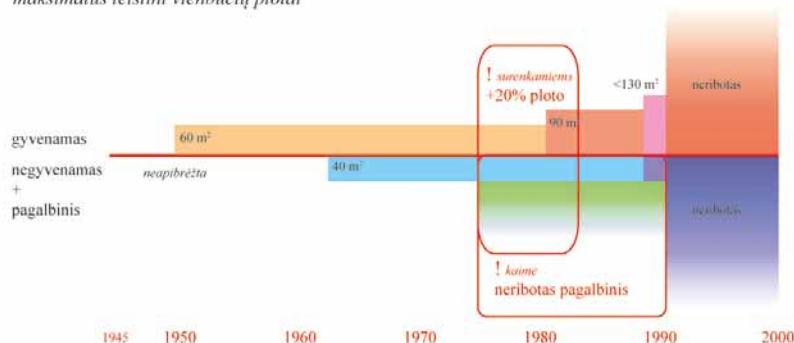 maksimalūs leistini vienbučių plotai
! surenkamiems
+20% ploto
<130 m²
neribotas
90 m
60 m²
gyvenamas
negyvenamas
+
pagalbinis
neapibrėžta
40 m²
neribotas
! kaime
neribotas pagalbinis
1945 1950 1960 1970 1980 1990 2000